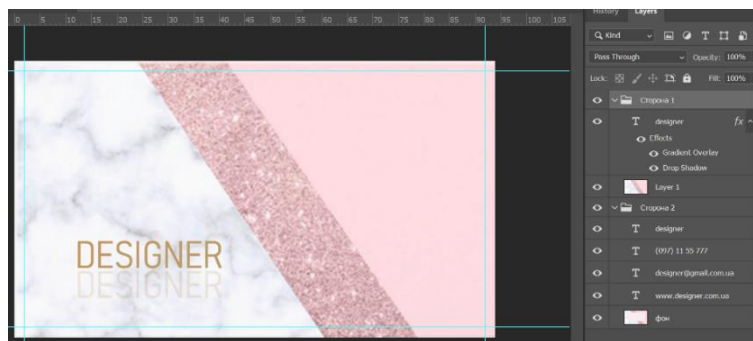 History Layers
0 5 10 15 20 25 30 35 40 45 50 55 60 65 70 75 80 85 90 95 100 105
Kind
Pass Through Opacity: 100%
Lock: Fill: 100%
Сторона 1
T designer fx
Effects
Gradient Overlay
Drop Shadow
Layer 1
Сторона 2
T designer
T (097) 11 55 777
T designer@gmail.com.ua
T www.designer.com.ua
фон
DESIGNER
DESIGNER